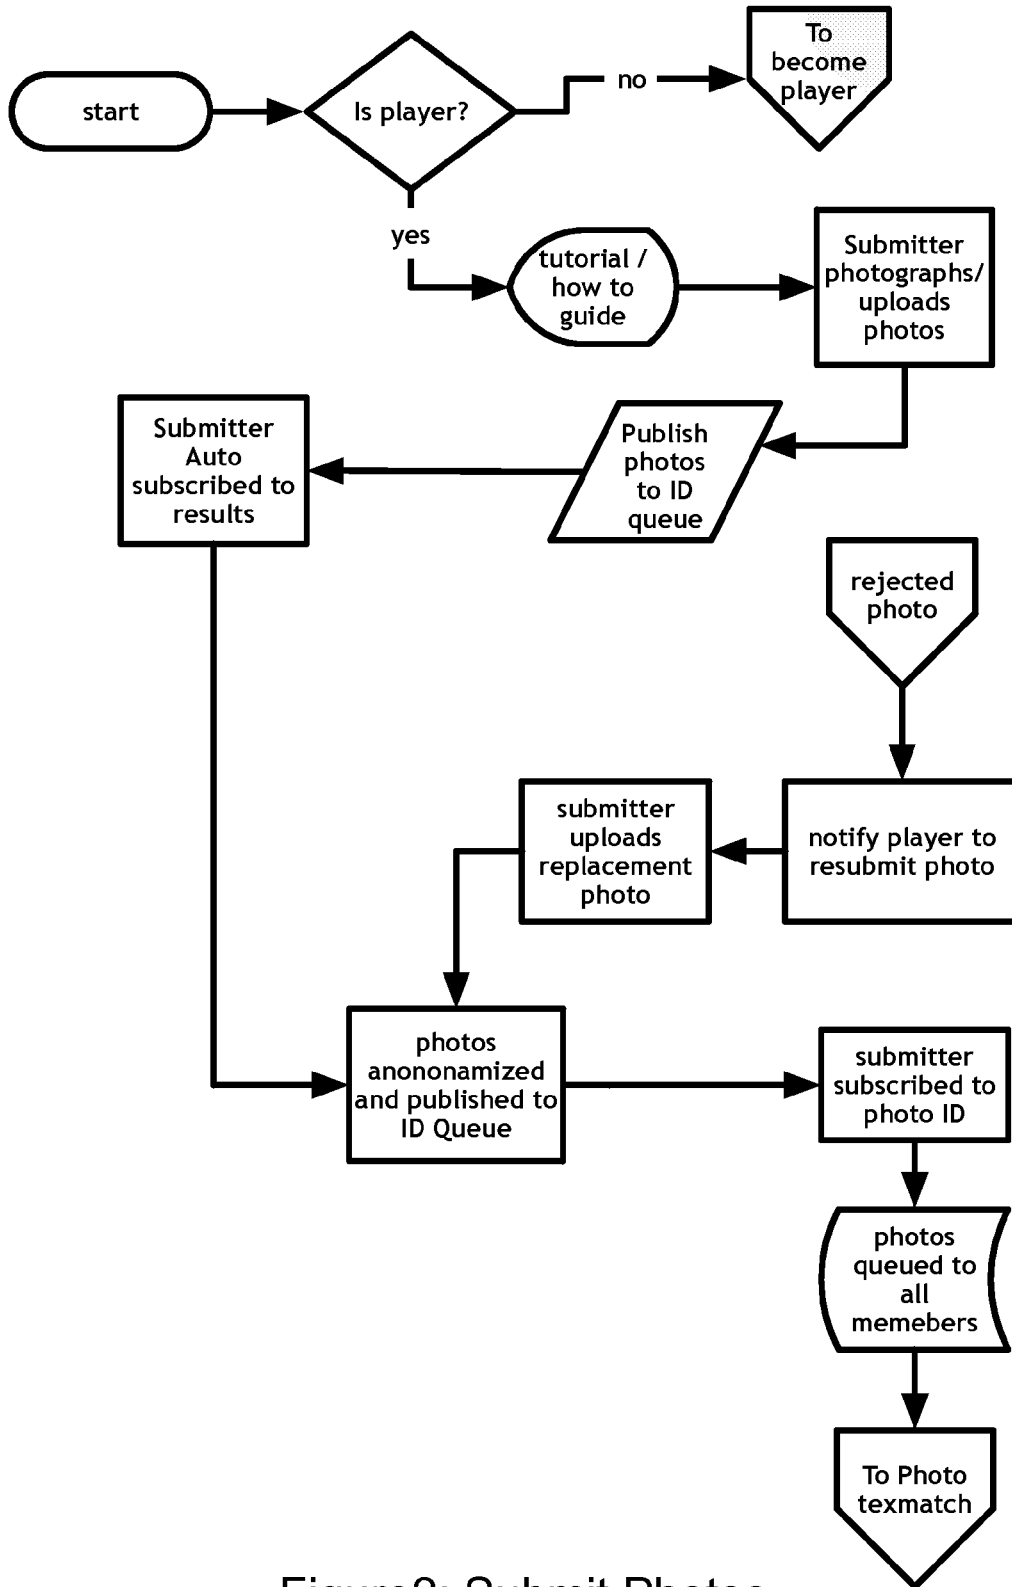 To
become
player
start
Is player?
no
yes
tutorial /
how to
guide
Submitter
photographs/
uploads
photos
Submitter
Auto
subscribed to
results
Publish
photos
to ID
queue
rejected
photo
submitter
uploads
replacement
photo
notify player to
resubmit photo
photos
anononamized
and published to
ID Queue
submitter
subscribed to
photo ID
photos
queued to
all
memebers
To Photo
texmatch
Submit Photos